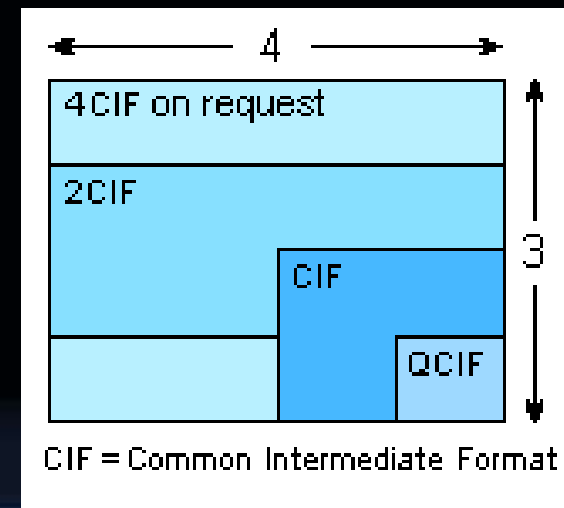 4
4CIF on request
2CIF
3
CIF
QCIF
CIF = Common Intermediate Format